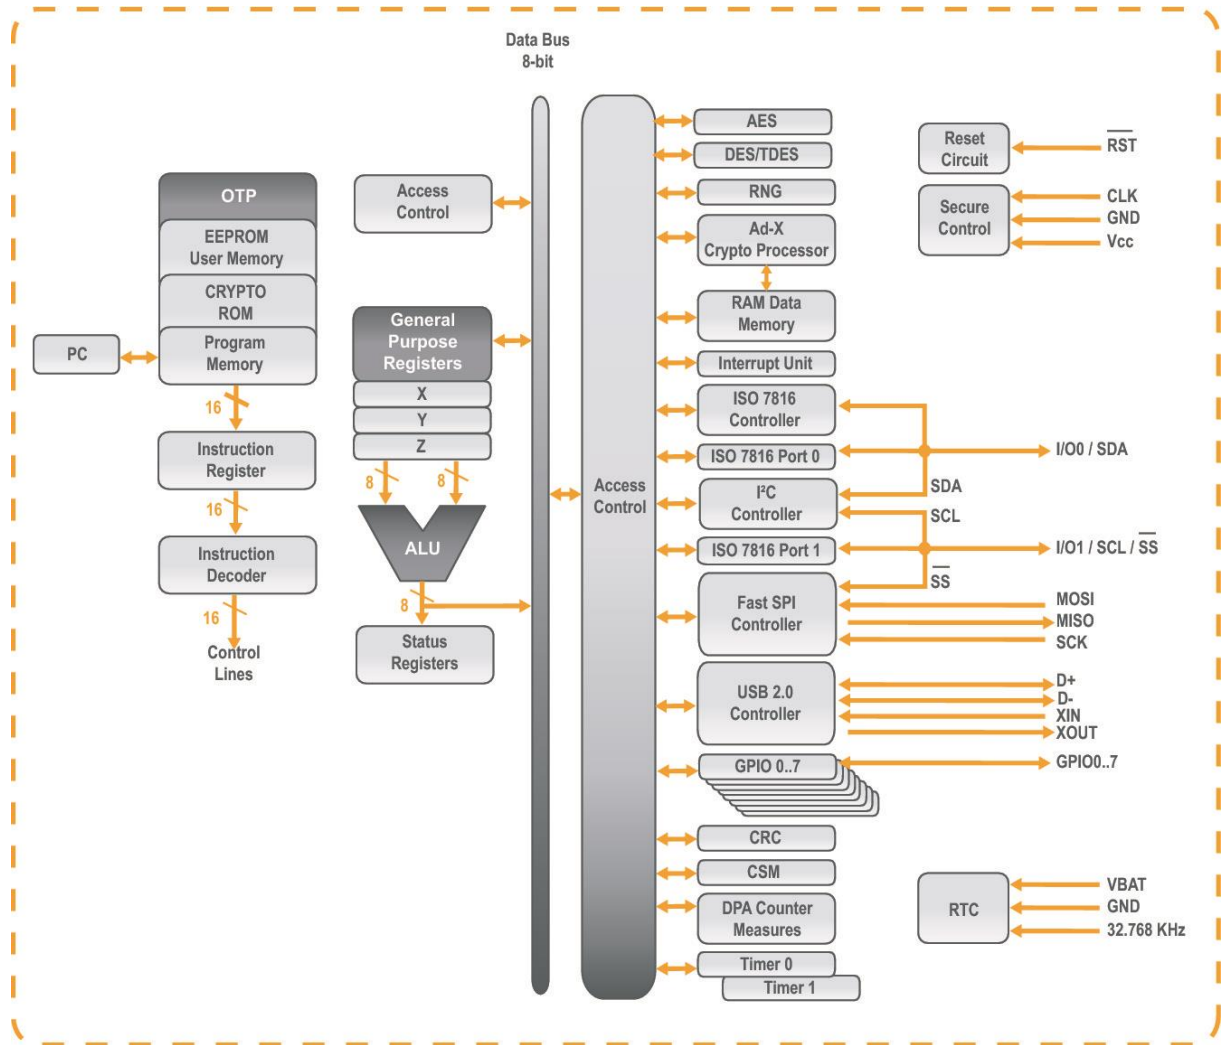 Data Bus
8-bit
OTP
EEPROM
User Memory
CRYPTO
ROM
Program
Memory
PC
16
Instruction
Register
16
Instruction
Decoder
16
Control
Lines
Access
Control
General
Purpose
Registers
X
Y
Z
8
8
ALU
8
Status
Registers
Access
Control
AES
DES/TDES
RNG
Ad-X
Crypto Processor
RAM Data
Memory
Interrupt Unit
ISO 7816
Controller
ISO 7816 Port 0
I²C
Controller
ISO 7816 Port 1
Fast SPI
Controller
USB 2.0
Controller
GPIO 0..7
CRC
CSM
DPA Counter
Measures
Timer 0
Timer 1
Reset
Circuit
RST
Secure
Control
CLK
GND
Vcc
I/O0 / SDA
SDA
SCL
I/O1 / SCL / SS
SS
MOSI
MISO
SCK
D+
D-
XIN
XOUT
GPIO0..7
RTC
VBAT
GND
32.768 KHz